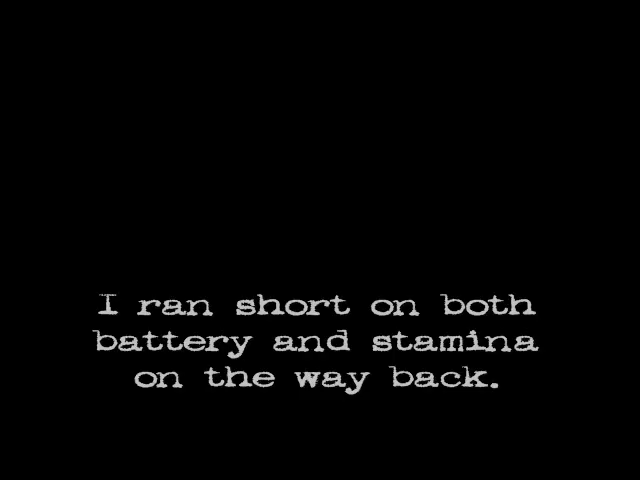 I ran short on both
battery and stamina
on the way back.